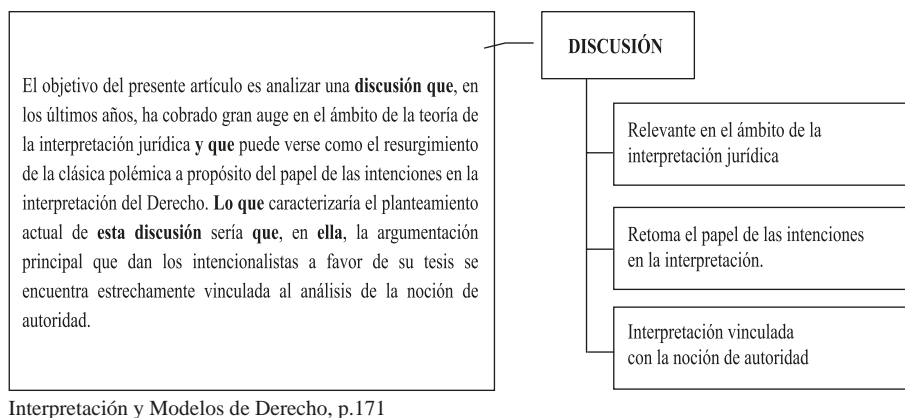 El objetivo del presente artículo es analizar una discusión que, en
los últimos años, ha cobrado gran auge en el ámbito de la teoría de
la interpretación jurídica y que puede verse como el resurgimiento
de la clásica polémica a propósito del papel de las intenciones en la
interpretación del Derecho. Lo que caracterizaría el planteamiento
actual de esta discusión sería que, en ella, la argumentación
principal que dan los intencionalistas a favor de su tesis se
encuentra estrechamente vinculada al análisis de la noción de
autoridad.
DISCUSIÓN
Relevante en el ámbito de la
interpretación jurídica
Retoma el papel de las intenciones
en la interpretación.
Interpretación vinculada
con la noción de autoridad
Interpretación y Modelos de Derecho, p.171